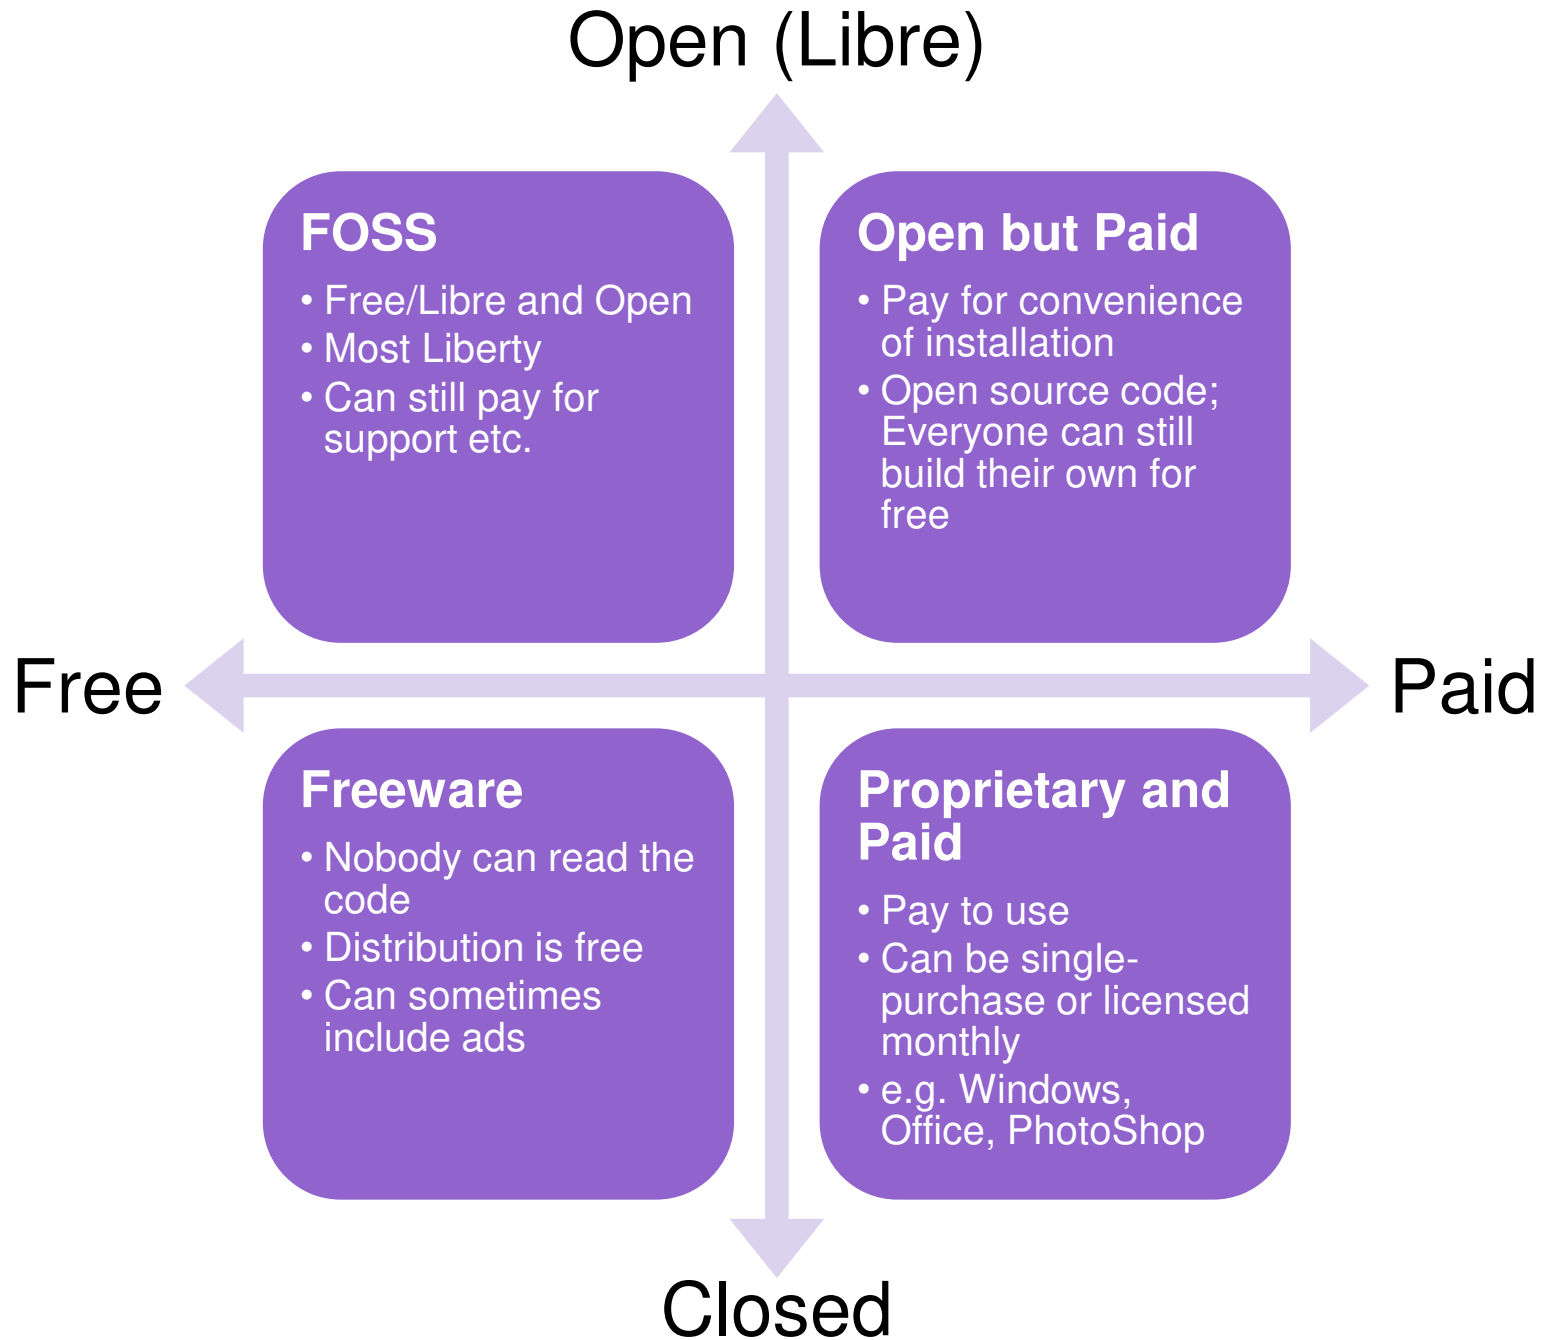 Open (Libre)
FOSS
• Free/Libre and Open
• Most Liberty
• Can still pay for
support etc.
Open but Paid
• Pay for convenience
of installation
• Open source code;
Everyone can still
build their own for
free
Free
Paid
Freeware
• Nobody can read the
code
• Distribution is free
• Can sometimes
include ads
Proprietary and
Paid
• Pay to use
• Can be single-
purchase or licensed
monthly
• e.g. Windows,
Office, PhotoShop
Closed